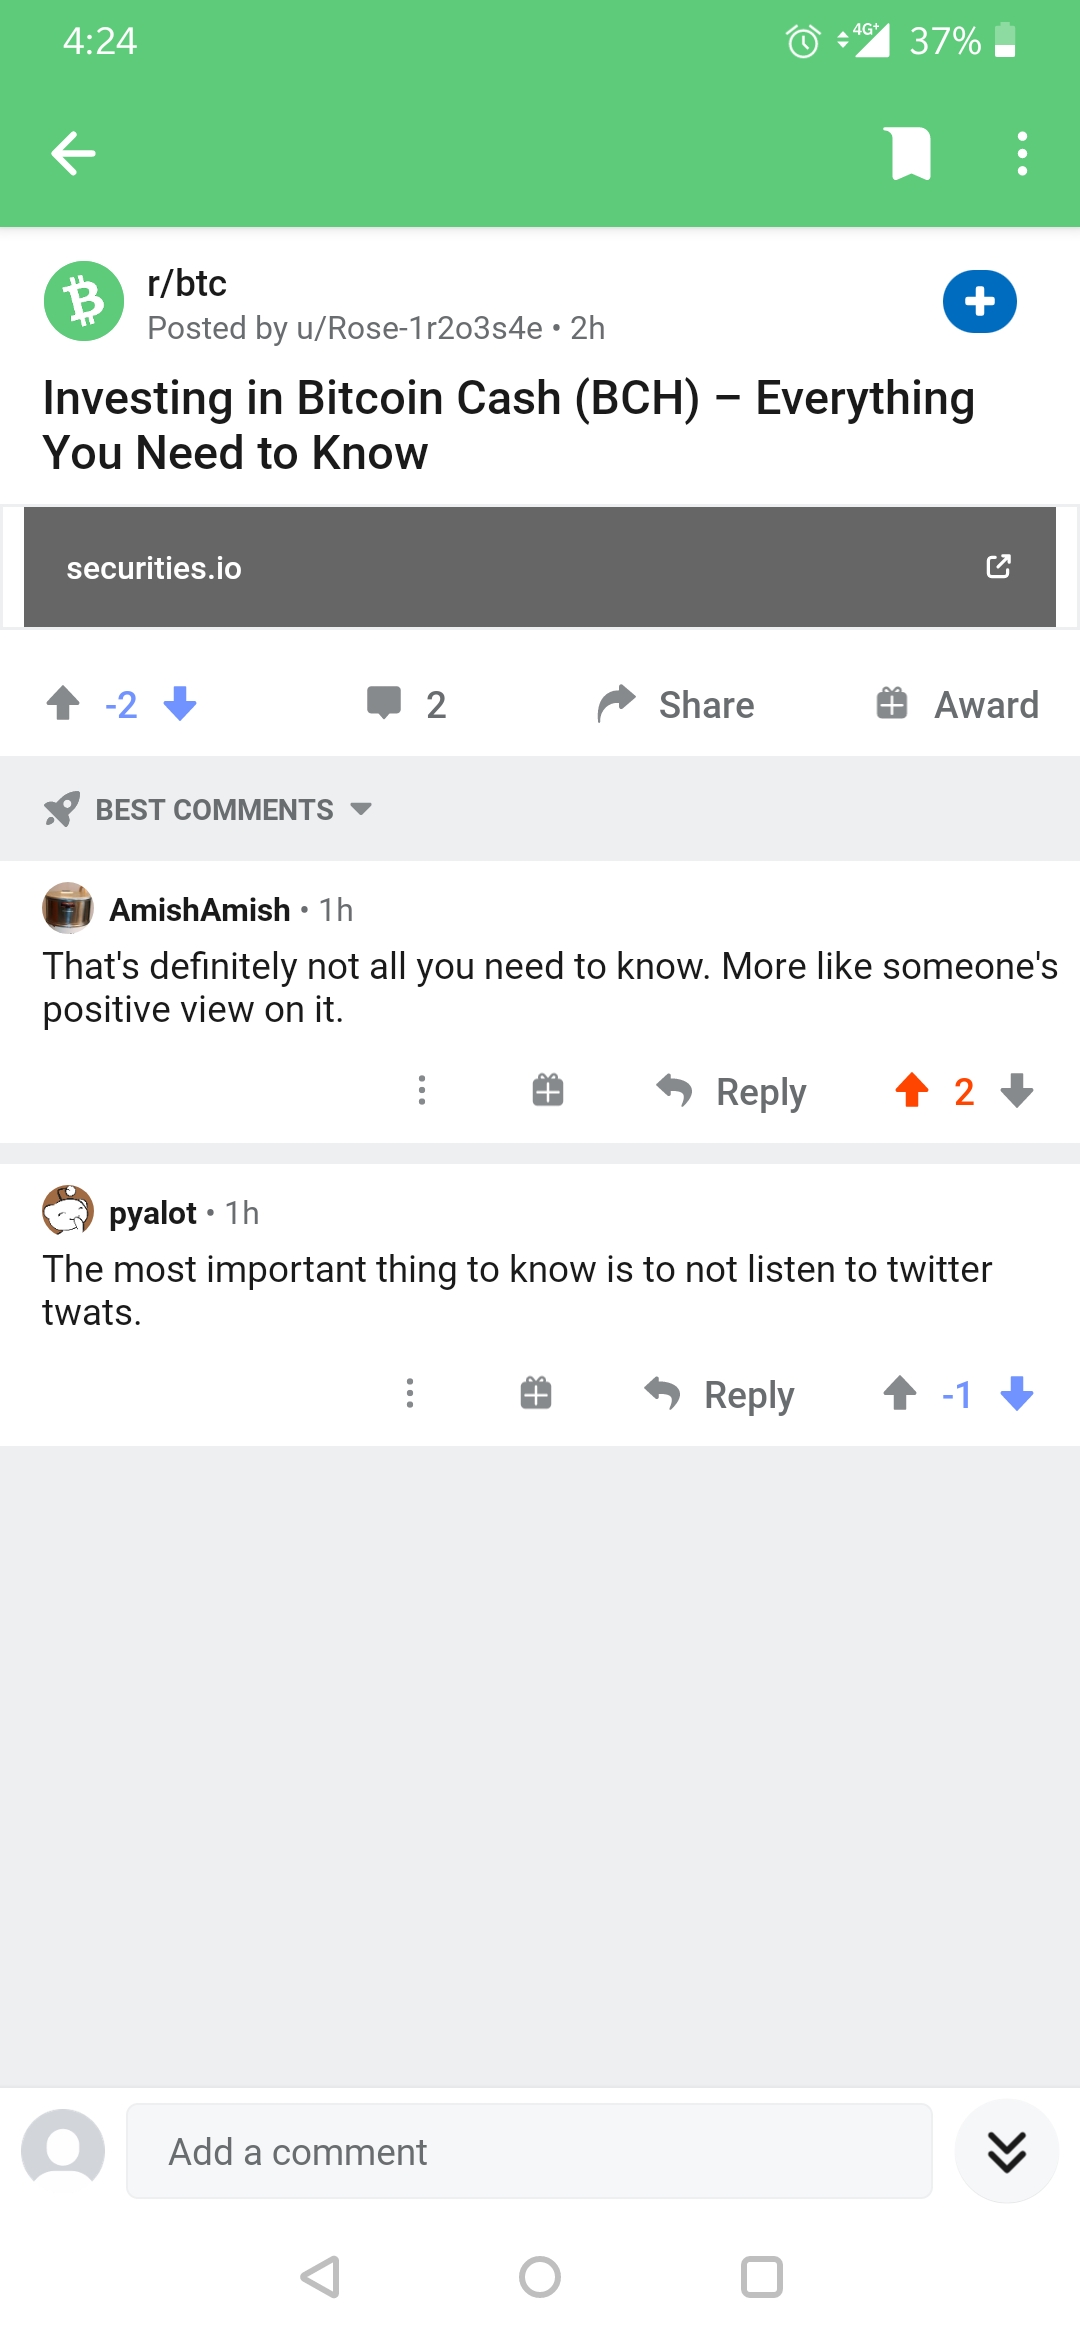 4:24
4G+
37%
r/btc
Posted by u/Rose-1r2o3s4e • 2h
Investing in Bitcoin Cash (BCH) – Everything
You Need to Know
securities.io
-2
2
Share
Award
BEST COMMENTS
AmishAmish • 1h
That's definitely not all you need to know. More like someone's
positive view on it.
Reply
2
pyalot • 1h
The most important thing to know is to not listen to twitter
twats.
Reply
-1
Add a comment